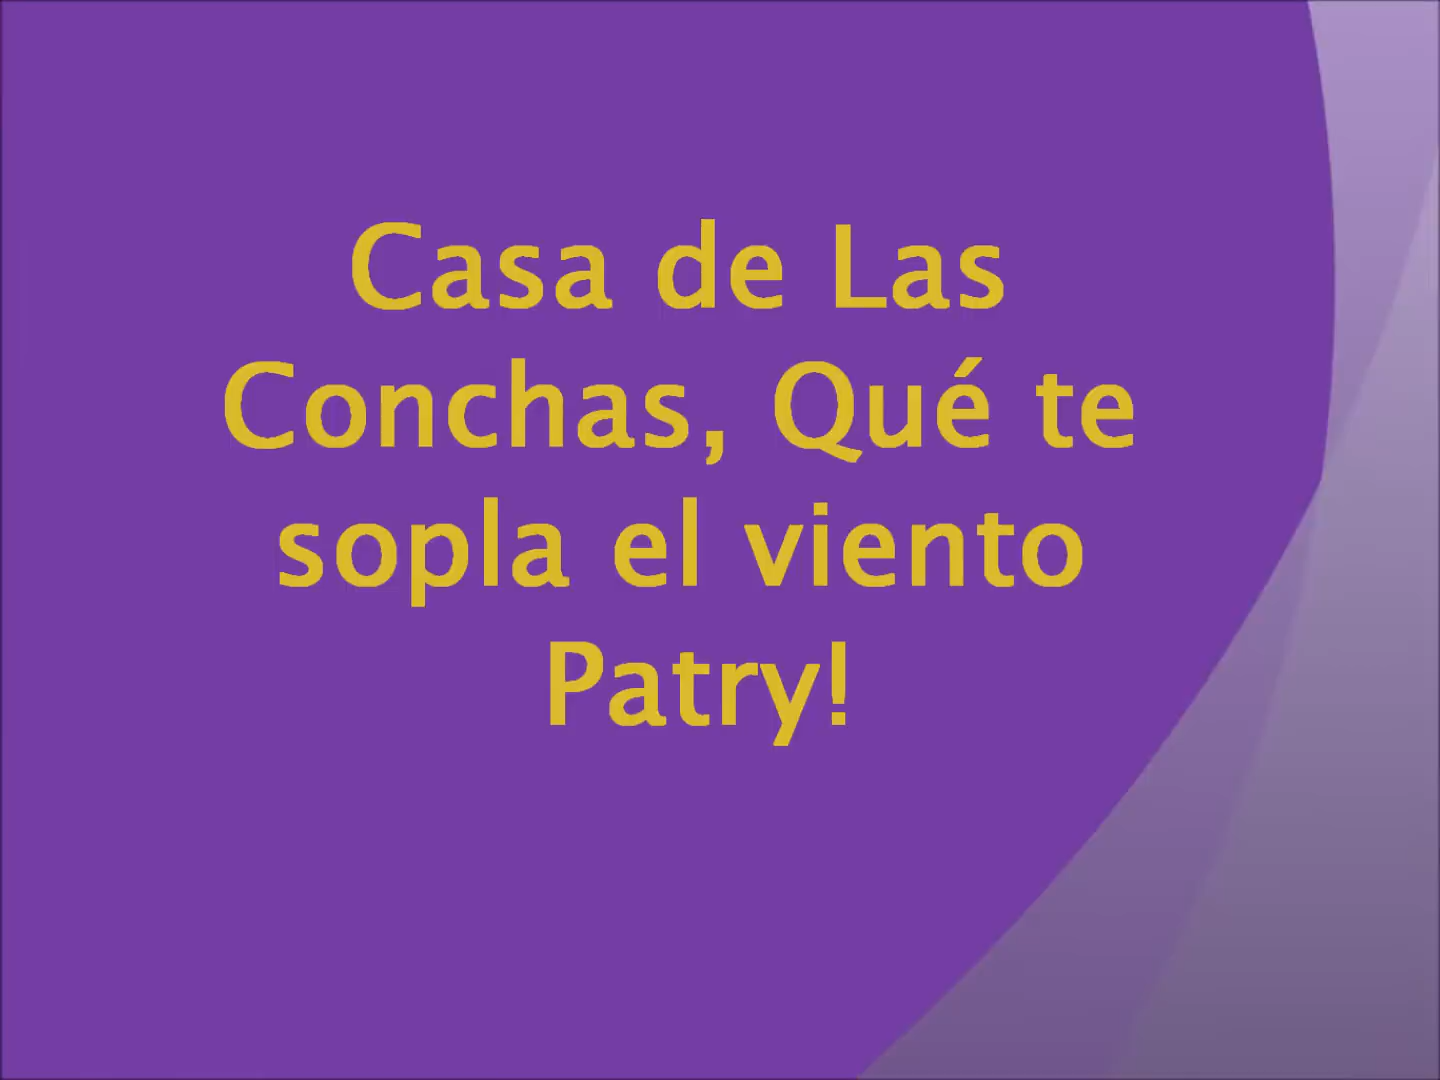 Casa de Las
Conchas, Qué te
sopla el viento
Patry!